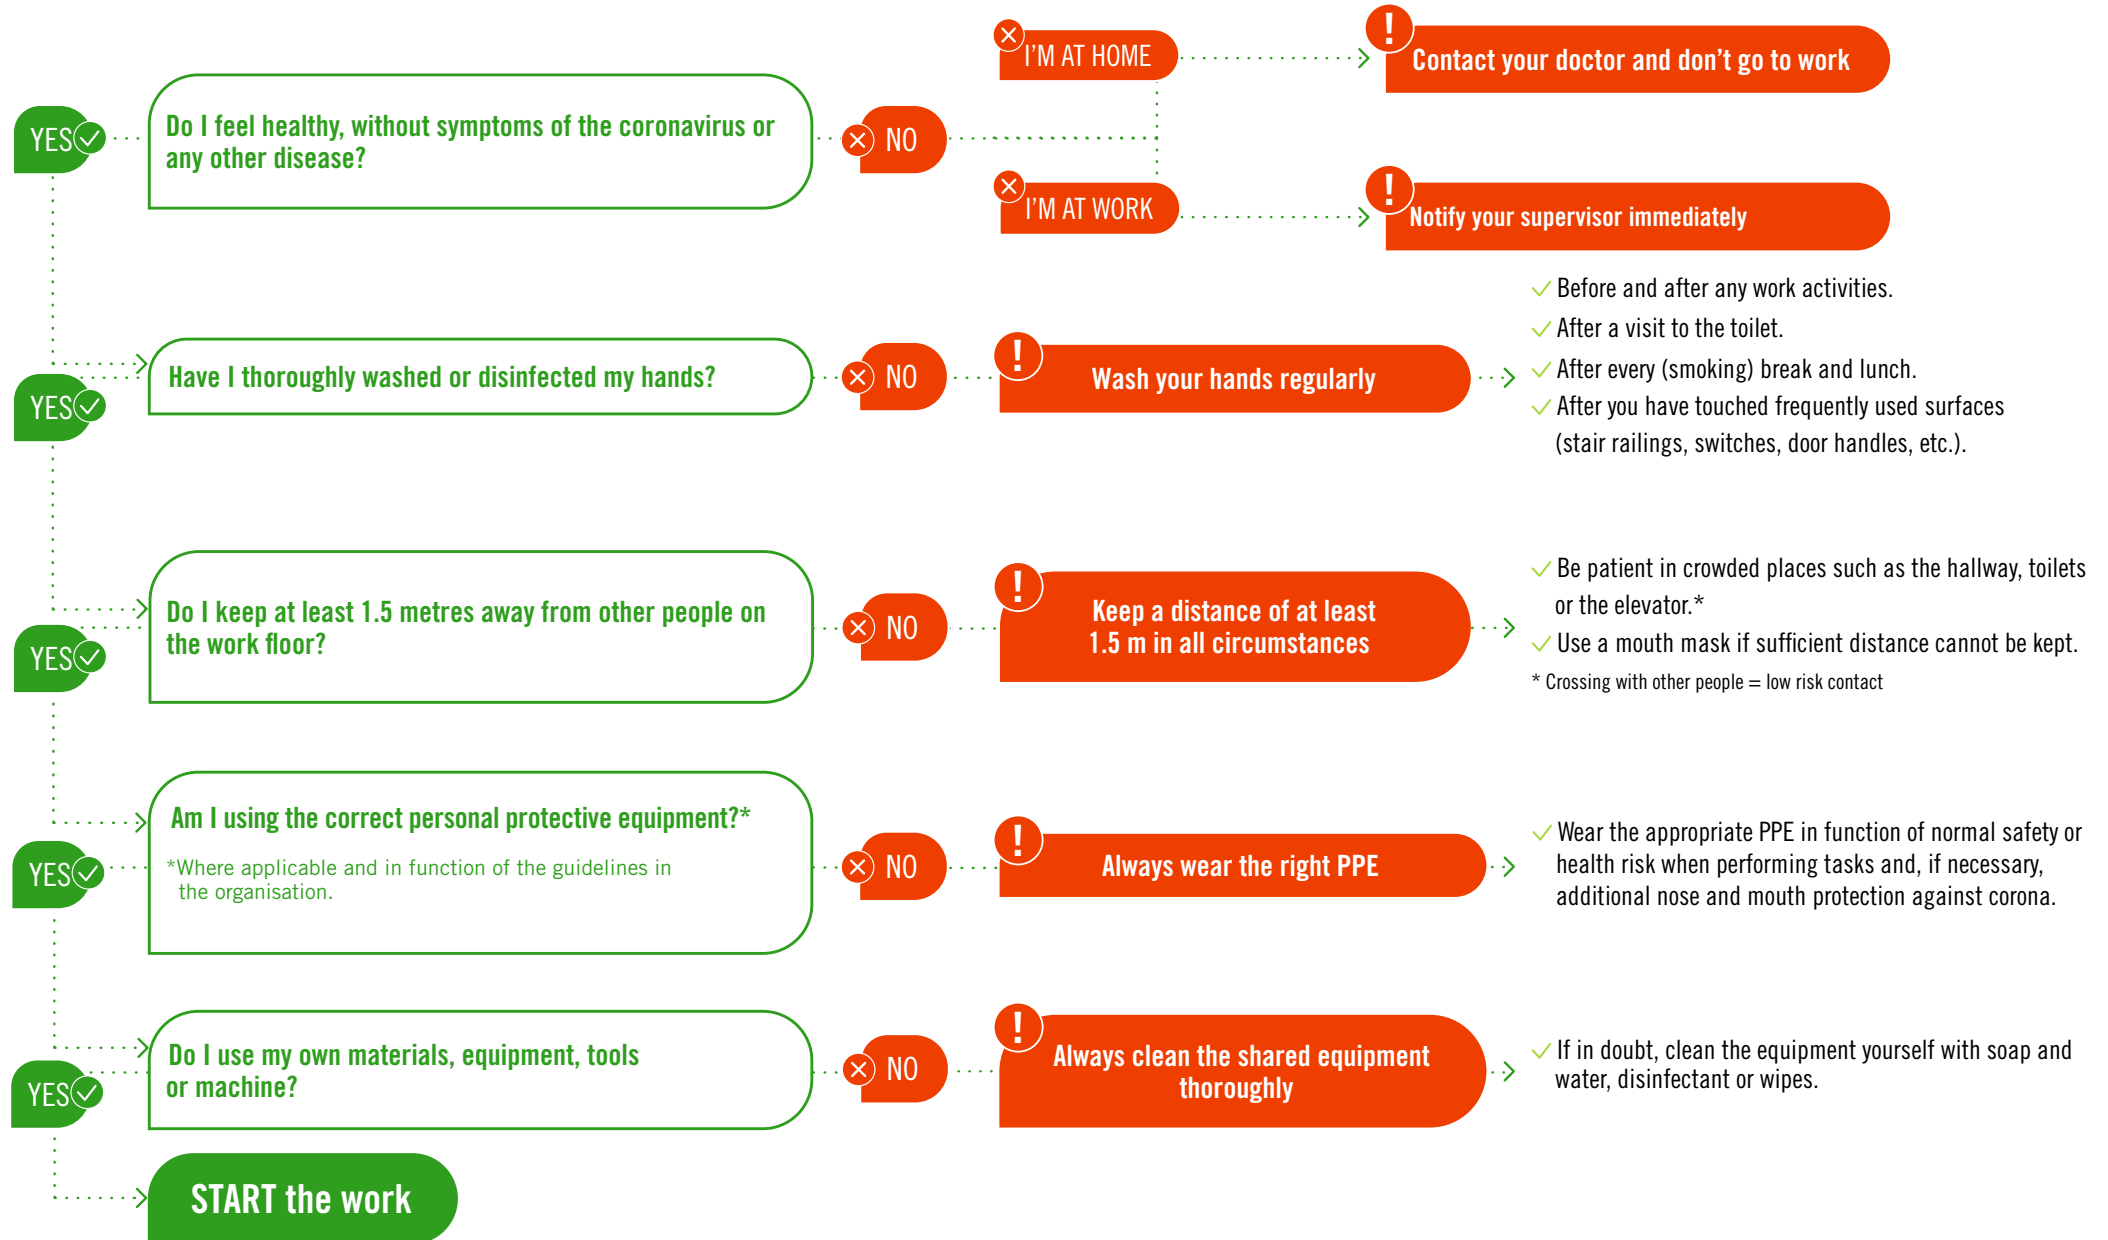 I'M AT HOME
Contact your doctor and don't go to work
YES
Do I feel healthy, without symptoms of the coronavirus or
any other disease?
NO
I'M AT WORK
Notify your supervisor immediately
YES
Have I thoroughly washed or disinfected my hands?
NO
Wash your hands regularly
Before and after any work activities.
After a visit to the toilet.
After every (smoking) break and lunch.
After you have touched frequently used surfaces
(stair railings, switches, door handles, etc.).
YES
Do I keep at least 1.5 metres away from other people on
the work floor?
NO
Keep a distance of at least
1.5 m in all circumstances
Be patient in crowded places such as the hallway, toilets
or the elevator.*
Use a mouth mask if sufficient distance cannot be kept.
* Crossing with other people = low risk contact
YES
Am I using the correct personal protective equipment?*
*Where applicable and in function of the guidelines in
the organisation.
NO
Always wear the right PPE
Wear the appropriate PPE in function of normal safety or
health risk when performing tasks and, if necessary,
additional nose and mouth protection against corona.
YES
Do I use my own materials, equipment, tools
or machine?
NO
Always clean the shared equipment
thoroughly
If in doubt, clean the equipment yourself with soap and
water, disinfectant or wipes.
START the work